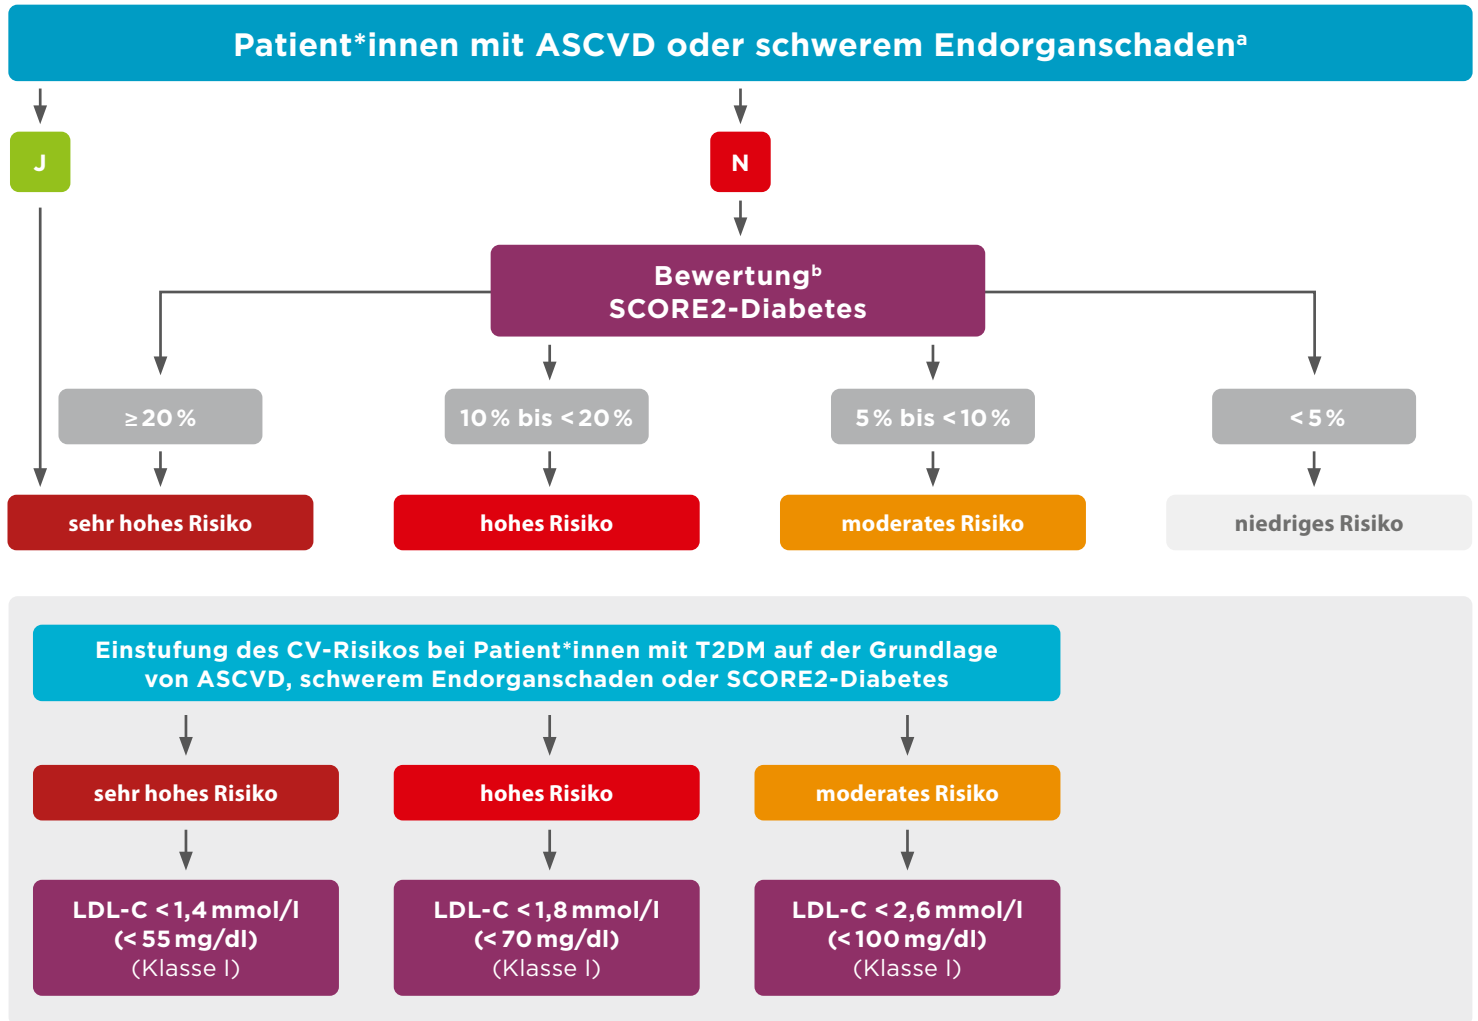 Patient*innen mit ASCVD oder schwerem Endorganschadenᵃ
J
N
Bewertungᵇ
SCORE2-Diabetes
≥ 20 %
10 % bis < 20 %
5 % bis < 10 %
< 5 %
sehr hohes Risiko
hohes Risiko
moderates Risiko
niedriges Risiko
Einstufung des CV-Risikos bei Patient*innen mit T2DM auf der Grundlage
von ASCVD, schwerem Endorganschaden oder SCORE2-Diabetes
sehr hohes Risiko
hohes Risiko
moderates Risiko
LDL-C < 1,4 mmol/l
(< 55 mg/dl)
(Klasse I)
LDL-C < 1,8 mmol/l
(< 70 mg/dl)
(Klasse I)
LDL-C < 2,6 mmol/l
(< 100 mg/dl)
(Klasse I)